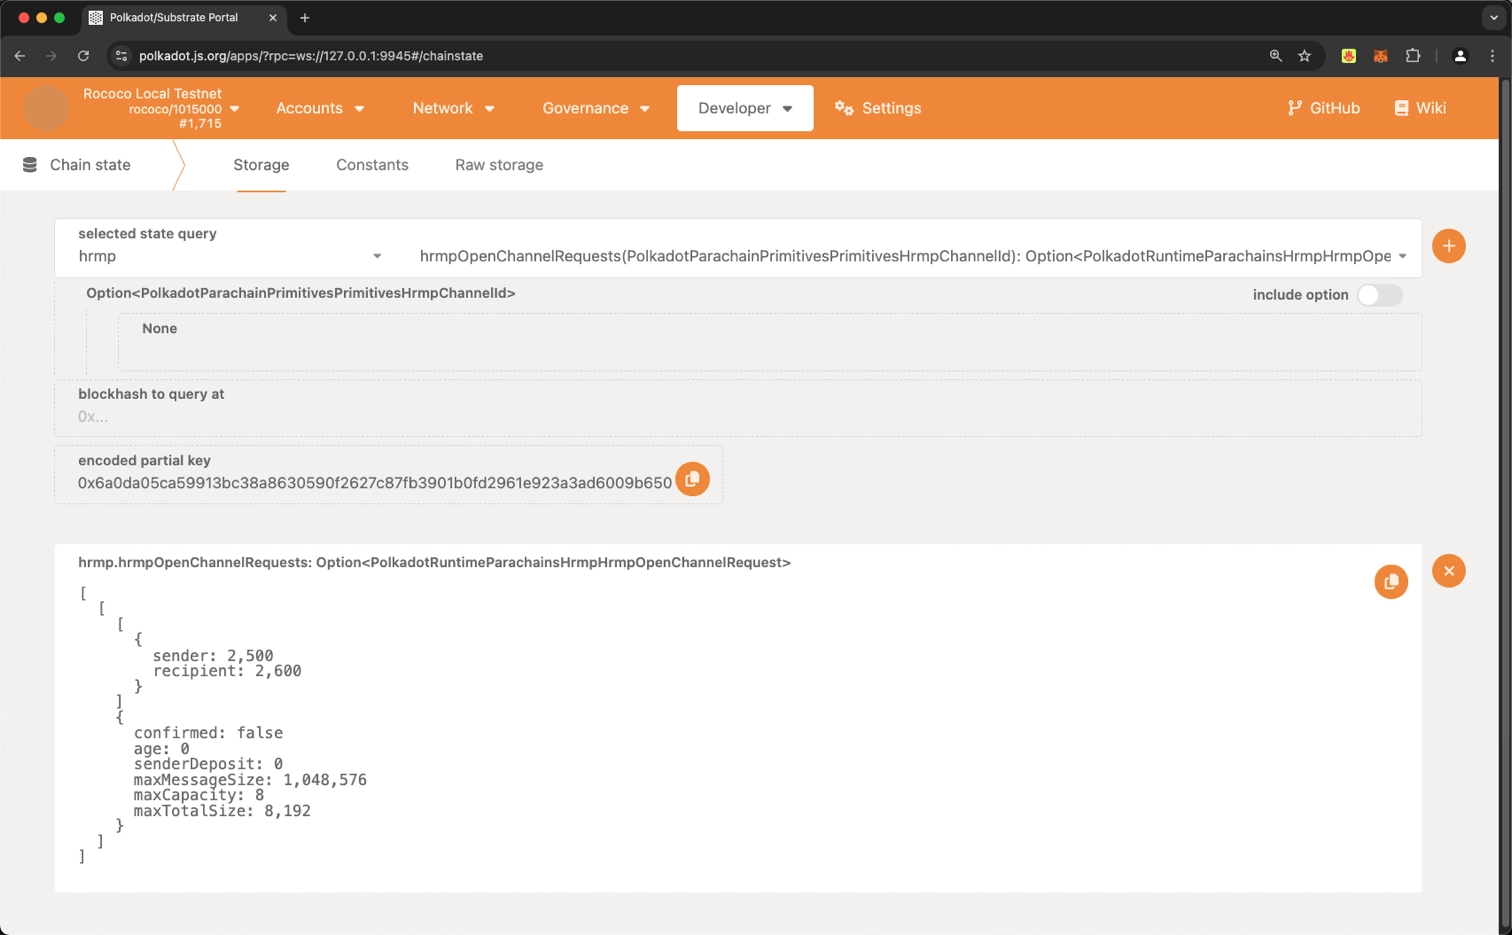 Polkadot/Substrate Portal
polkadot.js.org/apps/?rpc=ws://127.0.0.1:9945#/chainstate
Rococo Local Testnet
rococo/1015000
#1,715
Accounts
Network
Governance
Developer
Settings
GitHub
Wiki
Chain state
Storage
Constants
Raw storage
selected state query
hrmp
hrmpOpenChannelRequests(PolkadotParachainPrimitivesPrimitivesHrmpChannelId): Option<PolkadotRuntimeParachainsHrmpHrmpOpe
Option<PolkadotParachainPrimitivesPrimitivesHrmpChannelId>
include option
None
blockhash to query at
0x...
encoded partial key
0x6a0da05ca59913bc38a8630590f2627c87fb3901b0fd2961e923a3ad6009b650
hrmp.hrmpOpenChannelRequests: Option<PolkadotRuntimeParachainsHrmpHrmpOpenChannelRequest>
[
[
[
{
sender: 2,500
recipient: 2,600
}
]
{
confirmed: false
age: 0
senderDeposit: 0
maxMessageSize: 1,048,576
maxCapacity: 8
maxTotalSize: 8,192
}
]
]